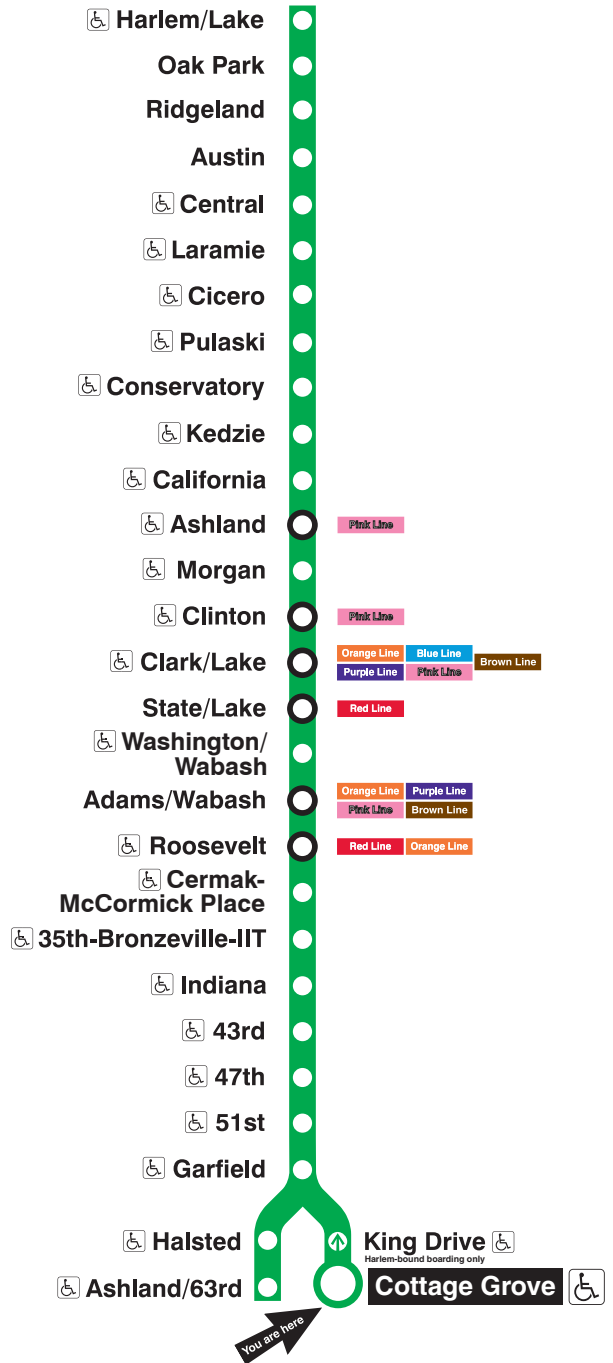 Harlem/Lake
Oak Park
Ridgeland
Austin
Central
Laramie
Cicero
Pulaski
Conservatory
Kedzie
California
Ashland
Pink Line
Morgan
Clinton
Pink Line
Clark/Lake
Orange Line Blue Line
Brown Line
Purple Line Pink Line
State/Lake
Red Line
Washington/
Wabash
Adams/Wabash
Orange Line Purple Line
Pink Line Brown Line
Roosevelt
Red Line Orange Line
Cermak-
McCormick Place
35th-Bronzeville-IIT
Indiana
43rd
47th
51st
Garfield
Halsted
King Drive
Harlem-bound boarding only
Ashland/63rd
Cottage Grove
You are here